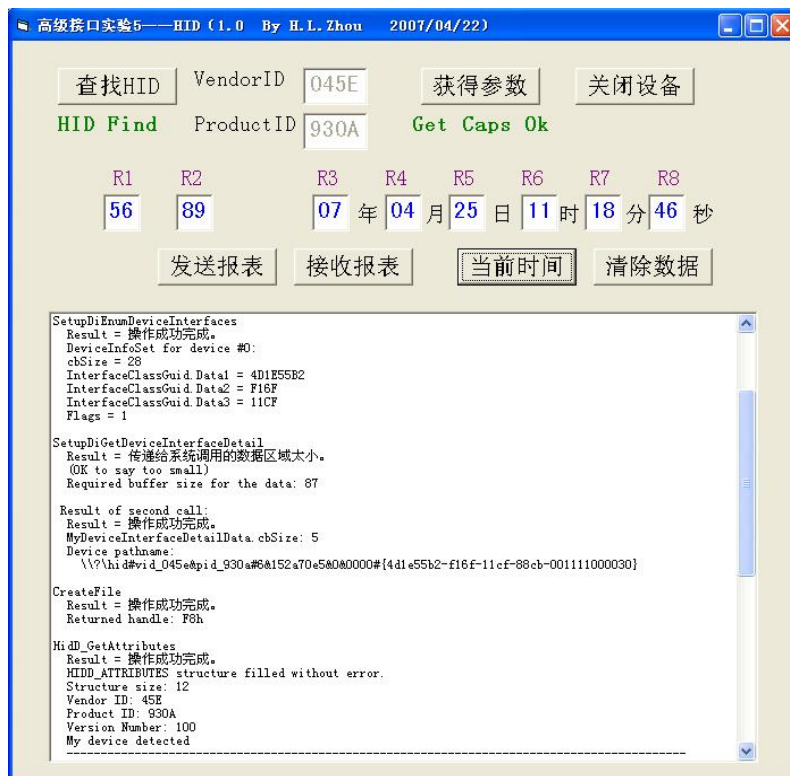 高级接口实验5——HID（1.0 By H.L.Zhou 2007/04/22）
查找HID VendorID 045E 获得参数 关闭设备
HID Find ProductID 930A Get Caps Ok
R1 R2 R3 R4 R5 R6 R7 R8
56 89 07 年 04 月 25 日 11 时 18 分 46 秒
发送报表 接收报表 当前时间 清除数据
SetupDiEnumDeviceInterfaces
Result = 操作成功完成。
DeviceInfoSet for device #0:
cbSize = 28
InterfaceClassGuid.Data1 = 4D1E55B2
InterfaceClassGuid.Data2 = F16F
InterfaceClassGuid.Data3 = 11CF
Flags = 1
SetupDiGetDeviceInterfaceDetail
Result = 传递给系统调用的数据区域太小。
(OK to say too small)
Required buffer size for the data: 87
Result of second call:
Result = 操作成功完成。
MyDeviceInterfaceDetailData.cbSize: 5
Device pathname:
\\?\hid#vid_045e&pid_930a#6&152a70e5&0&0000#{4d1e55b2-f16f-11cf-88cb-001111000030}
CreateFile
Result = 操作成功完成。
Returned handle: F8h
HidD_GetAttributes
Result = 操作成功完成。
HIDD_ATTRIBUTES structure filled without error.
Structure size: 12
Vendor ID: 45E
Product ID: 930A
Version Number: 100
My device detected